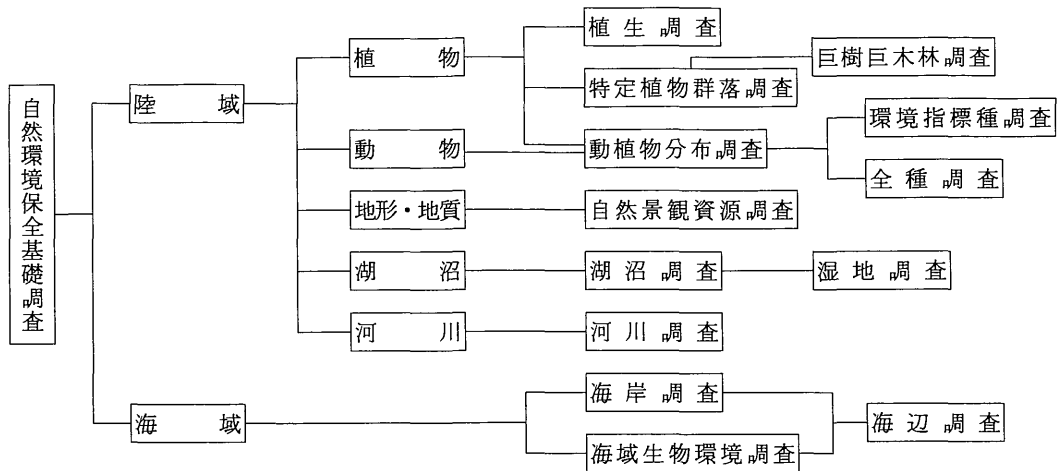 自然環境保全基礎調査
陸域
植物
植生調査
特定植物群落調査
巨樹巨木林調査
動物
動植物分布調査
環境指標種調査
全種調査
地形・地質
自然景観資源調査
湖沼
湖沼調査
湿地調査
河川
河川調査
海域
海岸調査
海域生物環境調査
海辺調査